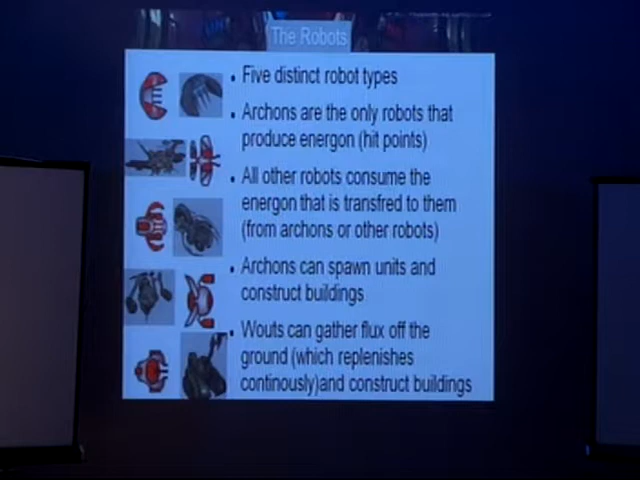 The Robots
• Five distinct robot types
• Archons are the only robots that
produce energon (hit points)
• All other robots consume the
energon that is transfred to them
(from archons or other robots)
• Archons can spawn units and
construct buildings
• Wouts can gather flux off the
ground (which replenishes
continously)and construct buildings